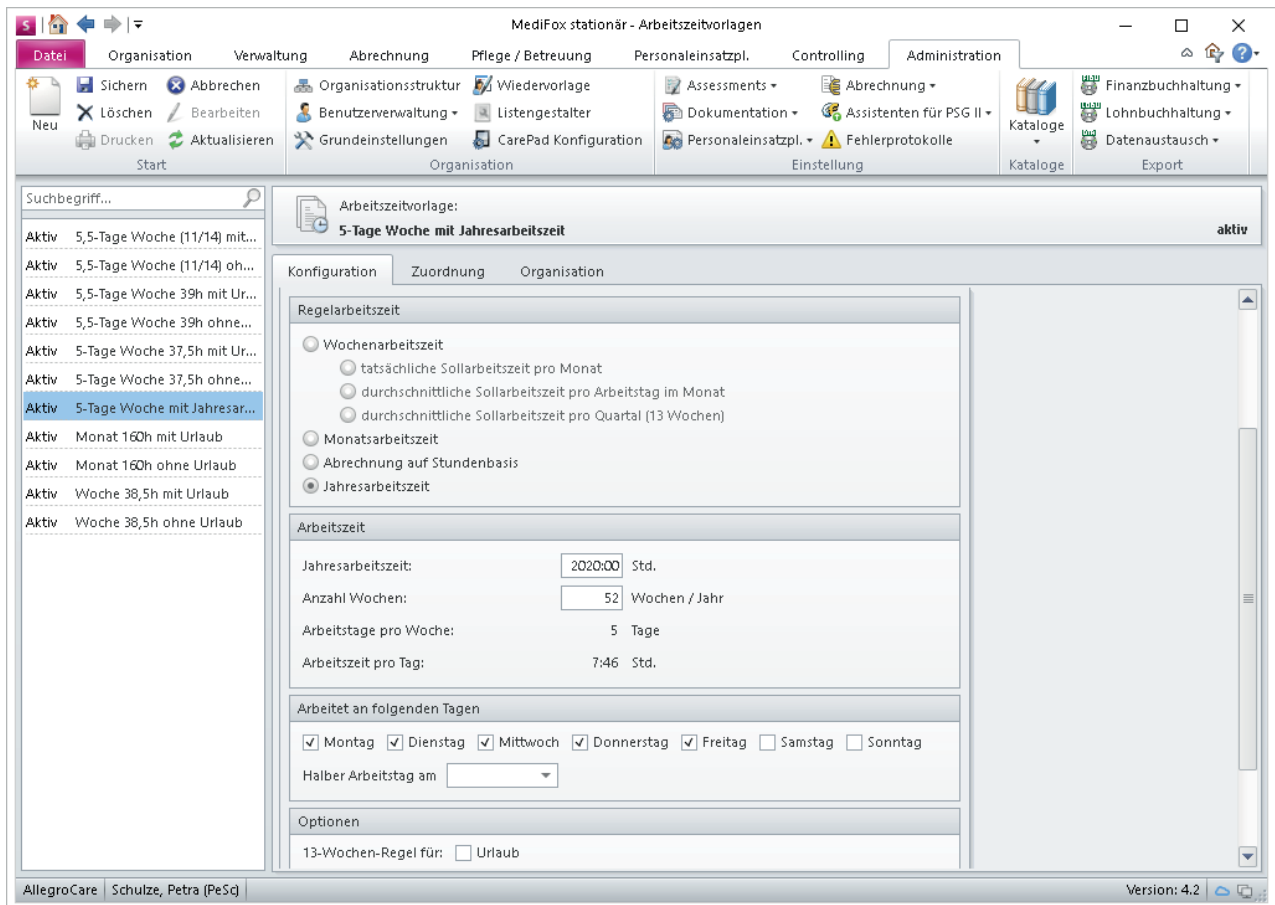 MediFox stationär - Arbeitszeitvorlagen
Datei Organisation Verwaltung Abrechnung Pflege / Betreuung Personaleinsatzpl. Controlling Administration
Neu
Sichern Abbrechen
Löschen Bearbeiten
Drucken Aktualisieren
Start
Organisationsstruktur Wiedervorlage
Benutzerverwaltung Listengestalter
Grundeinstellungen CarePad Konfiguration
Organisation
Assessments Abrechnung
Dokumentation Assistenten für PSG II
Personaleinsatzpl. Fehlerprotokolle
Einstellung
Kataloge
Kataloge
Finanzbuchhaltung
Lohnbuchhaltung
Datenaustausch
Export
Suchbegriff...
Aktiv 5,5-Tage Woche (11/14) mit...
Aktiv 5,5-Tage Woche (11/14) oh...
Aktiv 5,5-Tage Woche 39h mit Ur...
Aktiv 5,5-Tage Woche 39h ohne...
Aktiv 5-Tage Woche 37,5h mit Ur...
Aktiv 5-Tage Woche 37,5h ohne...
Aktiv 5-Tage Woche mit Jahresar...
Aktiv Monat 160h mit Urlaub
Aktiv Monat 160h ohne Urlaub
Aktiv Woche 38,5h mit Urlaub
Aktiv Woche 38,5h ohne Urlaub
Arbeitszeitvorlage:
5-Tage Woche mit Jahresarbeitszeit aktiv
Konfiguration Zuordnung Organisation
Regelarbeitszeit
Wochenarbeitszeit
tatsächliche Sollarbeitszeit pro Monat
durchschnittliche Sollarbeitszeit pro Arbeitstag im Monat
durchschnittliche Sollarbeitszeit pro Quartal (13 Wochen)
Monatsarbeitszeit
Abrechnung auf Stundenbasis
Jahresarbeitszeit
Arbeitszeit
Jahresarbeitszeit: 2020:00 Std.
Anzahl Wochen: 52 Wochen / Jahr
Arbeitstage pro Woche: 5 Tage
Arbeitszeit pro Tag: 7:46 Std.
Arbeitet an folgenden Tagen
Montag Dienstag Mittwoch Donnerstag Freitag Samstag Sonntag
Halber Arbeitstag am
Optionen
13-Wochen-Regel für: Urlaub
AllegroCare Schulze, Petra (PeSc) Version: 4.2